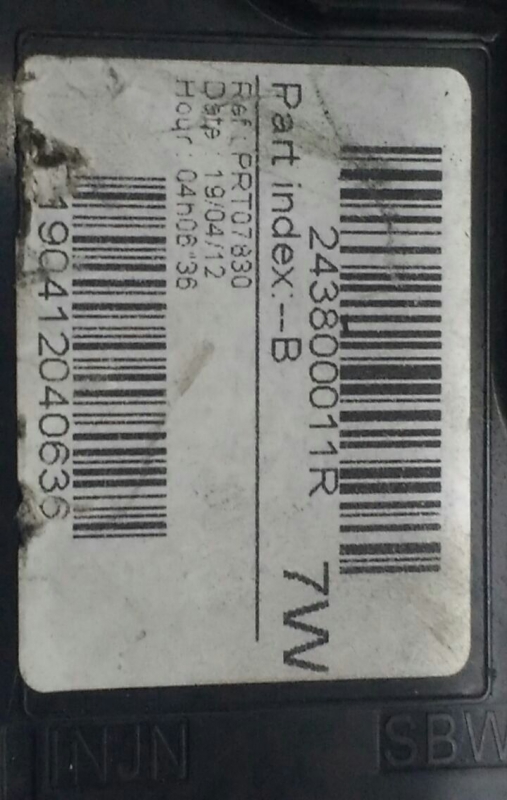 243800011R 7W
Part index:--B
Ref : PRT07830
Date : 19/04/12
Hour : 04h06"36
190412040636
INJN
SBW